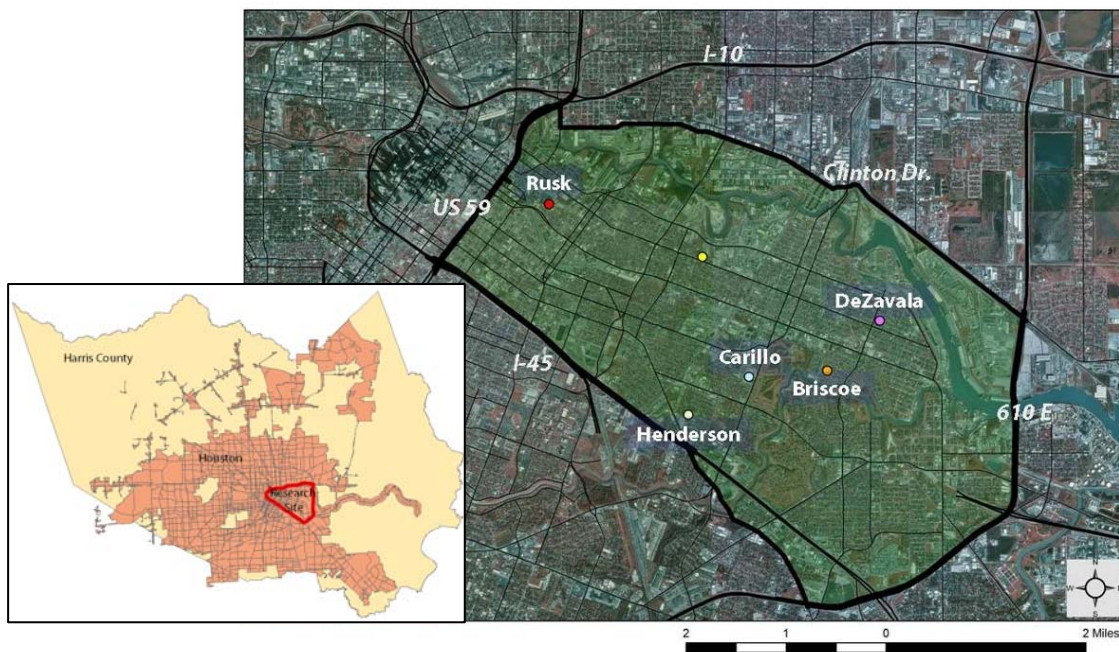 I-10
Clinton Dr.
Rusk
US 59
DeZavala
Carillo
I-45
Briscoe
610 E
Henderson
Harris County
Houston
Research
Site
N
W
S
2 1 0 2 Miles